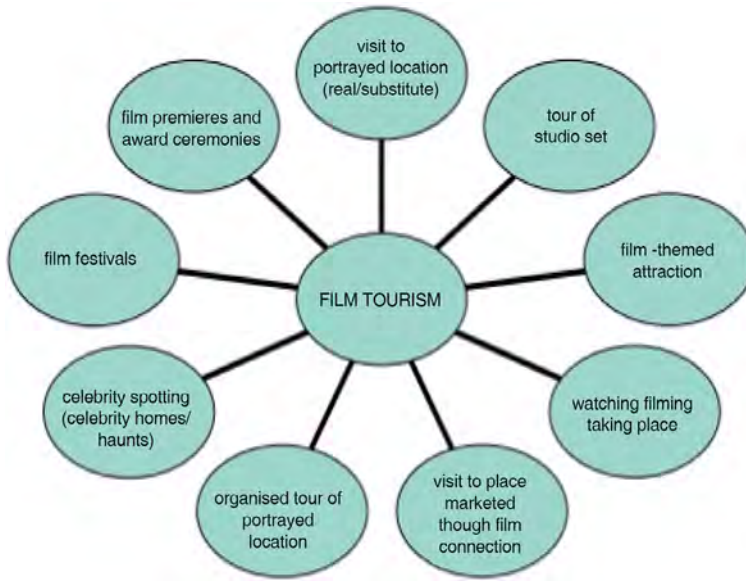 visit to
portrayed location
(real/substitute)
film premieres and
award ceremonies
tour of
studio set
film festivals
FILM TOURISM
film -themed
attraction
celebrity spotting
(celebrity homes/
haunts)
watching filming
taking place
organised tour of
portrayed
location
visit to place
marketed
though film
connection